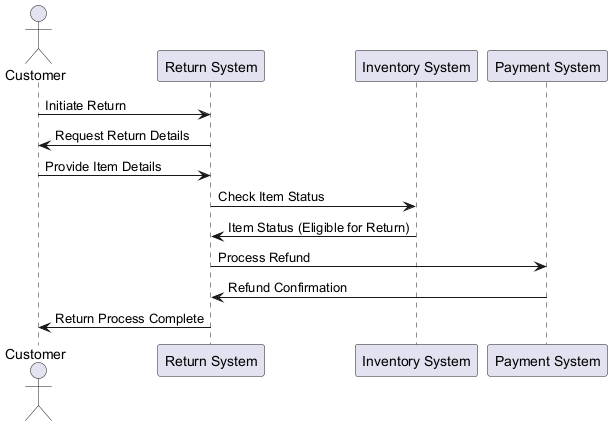 Customer
Return System
Inventory System
Payment System
Initiate Return
Request Return Details
Provide Item Details
Check Item Status
Item Status (Eligible for Return)
Process Refund
Refund Confirmation
Return Process Complete
Customer
Return System
Inventory System
Payment System